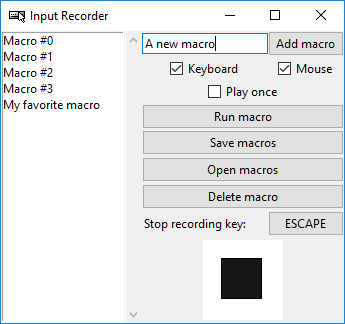 Input Recorder
Macro #0
Macro #1
Macro #2
Macro #3
My favorite macro
A new macro
Add macro
Keyboard
Mouse
Play once
Run macro
Save macros
Open macros
Delete macro
Stop recording key:
ESCAPE